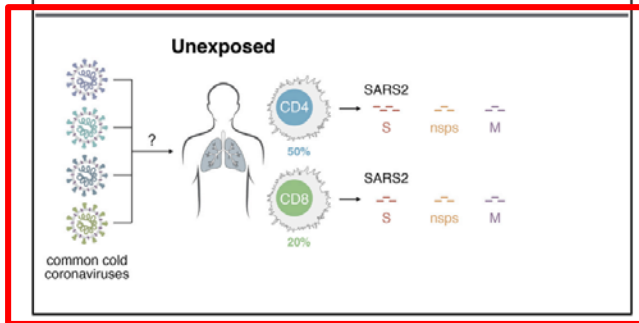 Unexposed
?
CD4
50%
SARS2
S nsps M
CD8
20%
SARS2
S nsps M
common cold
coronaviruses